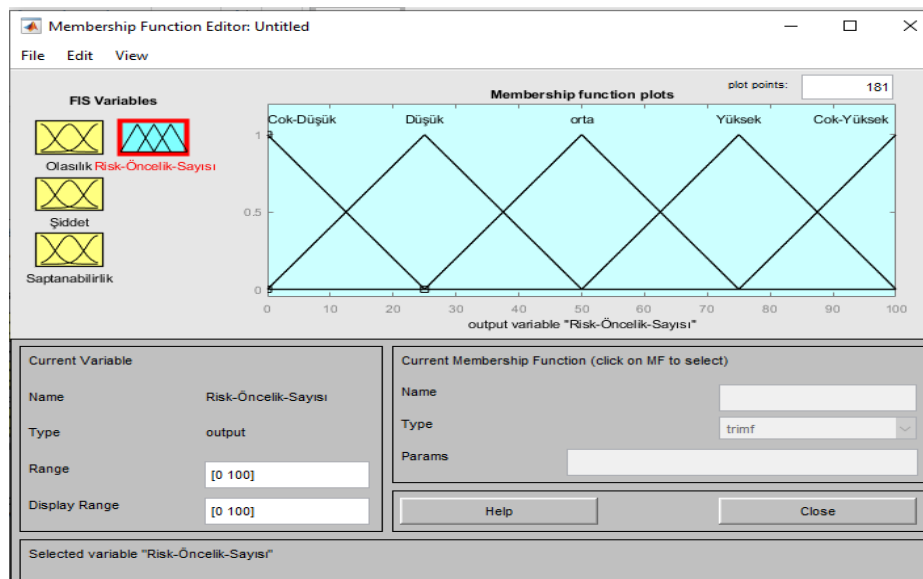 Membership Function Editor: Untitled
File Edit View
FIS Variables
Olasılık Risk-Öncelik-Sayısı
Şiddet
Saptanabilirlik
plot points: 181
Membership function plots
Cok-Düşük Düşük orta Yüksek Cok-Yüksek
1
0.5
0
0 10 20 30 40 50 60 70 80 90 100
output variable "Risk-Öncelik-Sayısı"
Current Variable
Name Risk-Öncelik-Sayısı
Type output
Range [0 100]
Display Range [0 100]
Current Membership Function (click on MF to select)
Name
Type trimf
Params
Help Close
Selected variable "Risk-Öncelik-Sayısı"